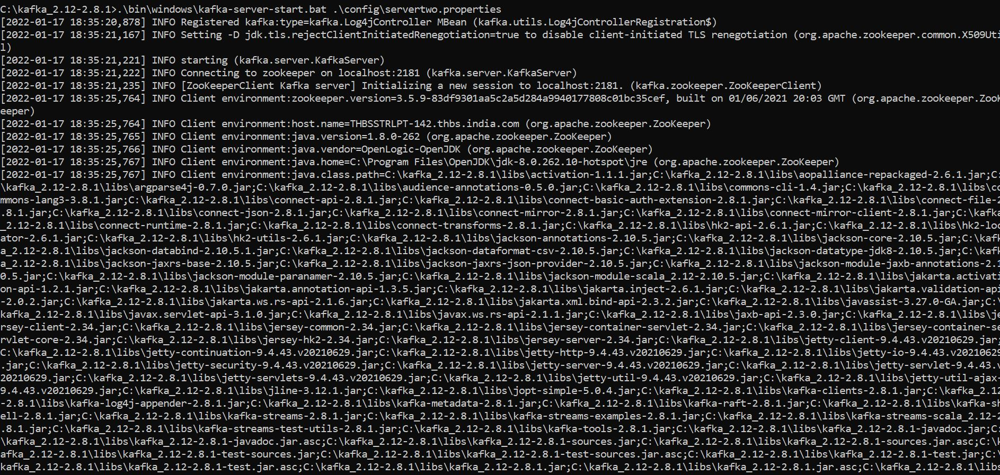 C:\kafka_2.12-2.8.1>.\bin\windows\kafka-server-start.bat .\config\servertwo.properties
[2022-01-17 18:35:20,878] INFO Registered kafka:type=kafka.Log4jController MBean (kafka.utils.Log4jControllerRegistration$)
[2022-01-17 18:35:21,167] INFO Setting -D jdk.tls.rejectClientInitiatedRenegotiation=true to disable client-initiated TLS renegotiation (org.apache.zookeeper.common.X509Uti
l)
[2022-01-17 18:35:21,221] INFO starting (kafka.server.KafkaServer)
[2022-01-17 18:35:21,222] INFO Connecting to zookeeper on localhost:2181 (kafka.server.KafkaServer)
[2022-01-17 18:35:21,235] INFO [ZooKeeperClient Kafka server] Initializing a new session to localhost:2181. (kafka.zookeeper.ZooKeeperClient)
[2022-01-17 18:35:25,764] INFO Client environment:zookeeper.version=3.5.9-83df9301aa5c2a5d284a9940177808c01bc35cef, built on 01/06/2021 20:03 GMT (org.apache.zookeeper.ZooK
eeper)
[2022-01-17 18:35:25,764] INFO Client environment:host.name=THBSSTRLPT-142.thbs.india.com (org.apache.zookeeper.ZooKeeper)
[2022-01-17 18:35:25,765] INFO Client environment:java.version=1.8.0-262 (org.apache.zookeeper.ZooKeeper)
[2022-01-17 18:35:25,766] INFO Client environment:java.vendor=OpenLogic-OpenJDK (org.apache.zookeeper.ZooKeeper)
[2022-01-17 18:35:25,767] INFO Client environment:java.home=C:\Program Files\OpenJDK\jdk-8.0.262.10-hotspot\jre (org.apache.zookeeper.ZooKeeper)
[2022-01-17 18:35:25,767] INFO Client environment:java.class.path=C:\kafka_2.12-2.8.1\libs\activation-1.1.1.jar;C:\kafka_2.12-2.8.1\libs\aopalliance-repackaged-2.6.1.jar;C:
\kafka_2.12-2.8.1\libs\argparse4j-0.7.0.jar;C:\kafka_2.12-2.8.1\libs\audience-annotations-0.5.0.jar;C:\kafka_2.12-2.8.1\libs\commons-cli-1.4.jar;C:\kafka_2.12-2.8.1\libs\co
mmons-lang3-3.8.1.jar;C:\kafka_2.12-2.8.1\libs\connect-api-2.8.1.jar;C:\kafka_2.12-2.8.1\libs\connect-basic-auth-extension-2.8.1.jar;C:\kafka_2.12-2.8.1\libs\connect-file-2
.8.1.jar;C:\kafka_2.12-2.8.1\libs\connect-json-2.8.1.jar;C:\kafka_2.12-2.8.1\libs\connect-mirror-2.8.1.jar;C:\kafka_2.12-2.8.1\libs\connect-mirror-client-2.8.1.jar;C:\kafka
_2.12-2.8.1\libs\connect-runtime-2.8.1.jar;C:\kafka_2.12-2.8.1\libs\connect-transforms-2.8.1.jar;C:\kafka_2.12-2.8.1\libs\hk2-api-2.6.1.jar;C:\kafka_2.12-2.8.1\libs\hk2-loc
ator-2.6.1.jar;C:\kafka_2.12-2.8.1\libs\hk2-utils-2.6.1.jar;C:\kafka_2.12-2.8.1\libs\jackson-annotations-2.10.5.jar;C:\kafka_2.12-2.8.1\libs\jackson-core-2.10.5.jar;C:\kafk
a_2.12-2.8.1\libs\jackson-databind-2.10.5.1.jar;C:\kafka_2.12-2.8.1\libs\jackson-dataformat-csv-2.10.5.jar;C:\kafka_2.12-2.8.1\libs\jackson-datatype-jdk8-2.10.5.jar;C:\kafk
a_2.12-2.8.1\libs\jackson-jaxrs-base-2.10.5.jar;C:\kafka_2.12-2.8.1\libs\jackson-jaxrs-json-provider-2.10.5.jar;C:\kafka_2.12-2.8.1\libs\jackson-module-jaxb-annotations-2.1
0.5.jar;C:\kafka_2.12-2.8.1\libs\jackson-module-paranamer-2.10.5.jar;C:\kafka_2.12-2.8.1\libs\jackson-module-scala_2.12-2.10.5.jar;C:\kafka_2.12-2.8.1\libs\jakarta.activati
on-api-1.2.1.jar;C:\kafka_2.12-2.8.1\libs\jakarta.annotation-api-1.3.5.jar;C:\kafka_2.12-2.8.1\libs\jakarta.inject-2.6.1.jar;C:\kafka_2.12-2.8.1\libs\jakarta.validation-api
-2.0.2.jar;C:\kafka_2.12-2.8.1\libs\jakarta.ws.rs-api-2.1.6.jar;C:\kafka_2.12-2.8.1\libs\jakarta.xml.bind-api-2.3.2.jar;C:\kafka_2.12-2.8.1\libs\javassist-3.27.0-GA.jar;C:\
kafka_2.12-2.8.1\libs\javax.servlet-api-3.1.0.jar;C:\kafka_2.12-2.8.1\libs\javax.ws.rs-api-2.1.1.jar;C:\kafka_2.12-2.8.1\libs\jaxb-api-2.3.0.jar;C:\kafka_2.12-2.8.1\libs\je
rsey-client-2.34.jar;C:\kafka_2.12-2.8.1\libs\jersey-common-2.34.jar;C:\kafka_2.12-2.8.1\libs\jersey-container-servlet-2.34.jar;C:\kafka_2.12-2.8.1\libs\jersey-container-se
rvlet-core-2.34.jar;C:\kafka_2.12-2.8.1\libs\jersey-hk2-2.34.jar;C:\kafka_2.12-2.8.1\libs\jersey-server-2.34.jar;C:\kafka_2.12-2.8.1\libs\jetty-client-9.4.43.v20210629.jar;
C:\kafka_2.12-2.8.1\libs\jetty-continuation-9.4.43.v20210629.jar;C:\kafka_2.12-2.8.1\libs\jetty-http-9.4.43.v20210629.jar;C:\kafka_2.12-2.8.1\libs\jetty-io-9.4.43.v20210629
.jar;C:\kafka_2.12-2.8.1\libs\jetty-security-9.4.43.v20210629.jar;C:\kafka_2.12-2.8.1\libs\jetty-server-9.4.43.v20210629.jar;C:\kafka_2.12-2.8.1\libs\jetty-servlet-9.4.43.v
20210629.jar;C:\kafka_2.12-2.8.1\libs\jetty-servlets-9.4.43.v20210629.jar;C:\kafka_2.12-2.8.1\libs\jetty-util-9.4.43.v20210629.jar;C:\kafka_2.12-2.8.1\libs\jetty-util-ajax-
9.4.43.v20210629.jar;C:\kafka_2.12-2.8.1\libs\jline-3.12.1.jar;C:\kafka_2.12-2.8.1\libs\jopt-simple-5.0.4.jar;C:\kafka_2.12-2.8.1\libs\kafka-clients-2.8.1.jar;C:\kafka_2.12
-2.8.1\libs\kafka-log4j-appender-2.8.1.jar;C:\kafka_2.12-2.8.1\libs\kafka-metadata-2.8.1.jar;C:\kafka_2.12-2.8.1\libs\kafka-raft-2.8.1.jar;C:\kafka_2.12-2.8.1\libs\kafka-sh
ell-2.8.1.jar;C:\kafka_2.12-2.8.1\libs\kafka-streams-2.8.1.jar;C:\kafka_2.12-2.8.1\libs\kafka-streams-examples-2.8.1.jar;C:\kafka_2.12-2.8.1\libs\kafka-streams-scala_2.12-2
.8.1.jar;C:\kafka_2.12-2.8.1\libs\kafka-streams-test-utils-2.8.1.jar;C:\kafka_2.12-2.8.1\libs\kafka-tools-2.8.1.jar;C:\kafka_2.12-2.8.1\libs\kafka_2.12-2.8.1-javadoc.jar;C:
\kafka_2.12-2.8.1\libs\kafka_2.12-2.8.1-javadoc.jar.asc;C:\kafka_2.12-2.8.1\libs\kafka_2.12-2.8.1-sources.jar;C:\kafka_2.12-2.8.1\libs\kafka_2.12-2.8.1-sources.jar.asc;C:\k
afka_2.12-2.8.1\libs\kafka_2.12-2.8.1-test-sources.jar;C:\kafka_2.12-2.8.1\libs\kafka_2.12-2.8.1-test-sources.jar.asc;C:\kafka_2.12-2.8.1\libs\kafka_2.12-2.8.1-test.jar;C:\
kafka_2.12-2.8.1\libs\kafka_2.12-2.8.1-test.jar.asc;C:\kafka_2.12-2.8.1\libs\kafka_2.12-2.8.1.jar;C:\kafka_2.12-2.8.1\libs\kafka_2.12-2.8.1.jar.asc;C:\kafka_2.12-2.8.1\libs